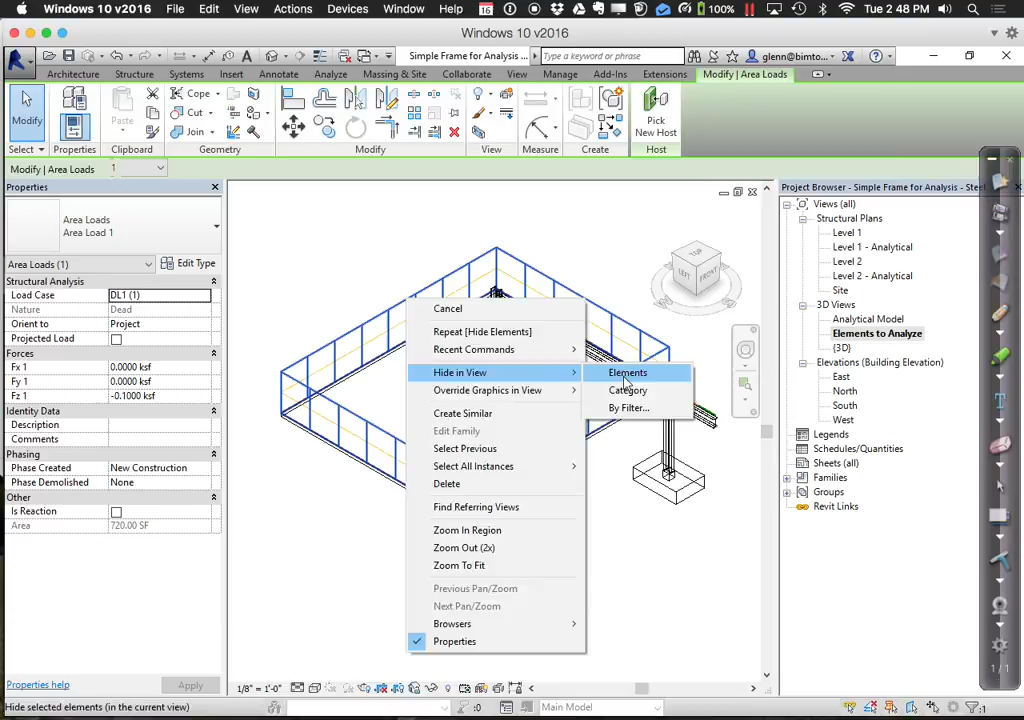 Windows 10 v2016 File Edit View Actions Devices Window Help 16 100% Tue 2 48 PM
Windows 10 v2016
Simple Frame for Analysis ... Type a keyword or phrase glenn@bimto...
Architecture Structure Systems Insert Annotate Analyze Massing & Site Collaborate View Manage Add-Ins Extensions Modify | Area Loads
Modify Paste Cope Cut Join Pick New Host
Select Properties Clipboard Geometry Modify View Measure Create Host
Modify | Area Loads 1
Properties
Area Loads
Area Load 1
Area Loads (1) Edit Type
Structural Analysis
Load Case DL1 (1)
Nature Dead
Orient to Project
Projected Load
Forces
Fx 1 0.0000 ksf
Fy 1 0.0000 ksf
Fz 1 -0.1000 ksf
Identity Data
Description
Comments
Phasing
Phase Created New Construction
Phase Demolished None
Other
Is Reaction
Area 720.00 SF
Properties help Apply
TOP
LEFT
FRONT
Cancel
Repeat [Hide Elements]
Recent Commands
Hide in View
Override Graphics in View
Create Similar
Edit Family
Select Previous
Select All Instances
Delete
Find Referring Views
Zoom In Region
Zoom Out (2x)
Zoom To Fit
Previous Pan/Zoom
Next Pan/Zoom
Browsers
Properties
Elements
Category
By Filter...
Project Browser - Simple Frame for Analysis - Stee
Views (all)
Structural Plans
Level 1
Level 1 - Analytical
Level 2
Level 2 - Analytical
Site
3D Views
Analytical Model
Elements to Analyze
{3D}
Elevations (Building Elevation)
East
North
South
West
Legends
Schedules/Quantities
Sheets (all)
Families
Groups
Revit Links
1/1
1/8" = 1'-0"
Hide selected elements (in the current view) :0 Main Model :1